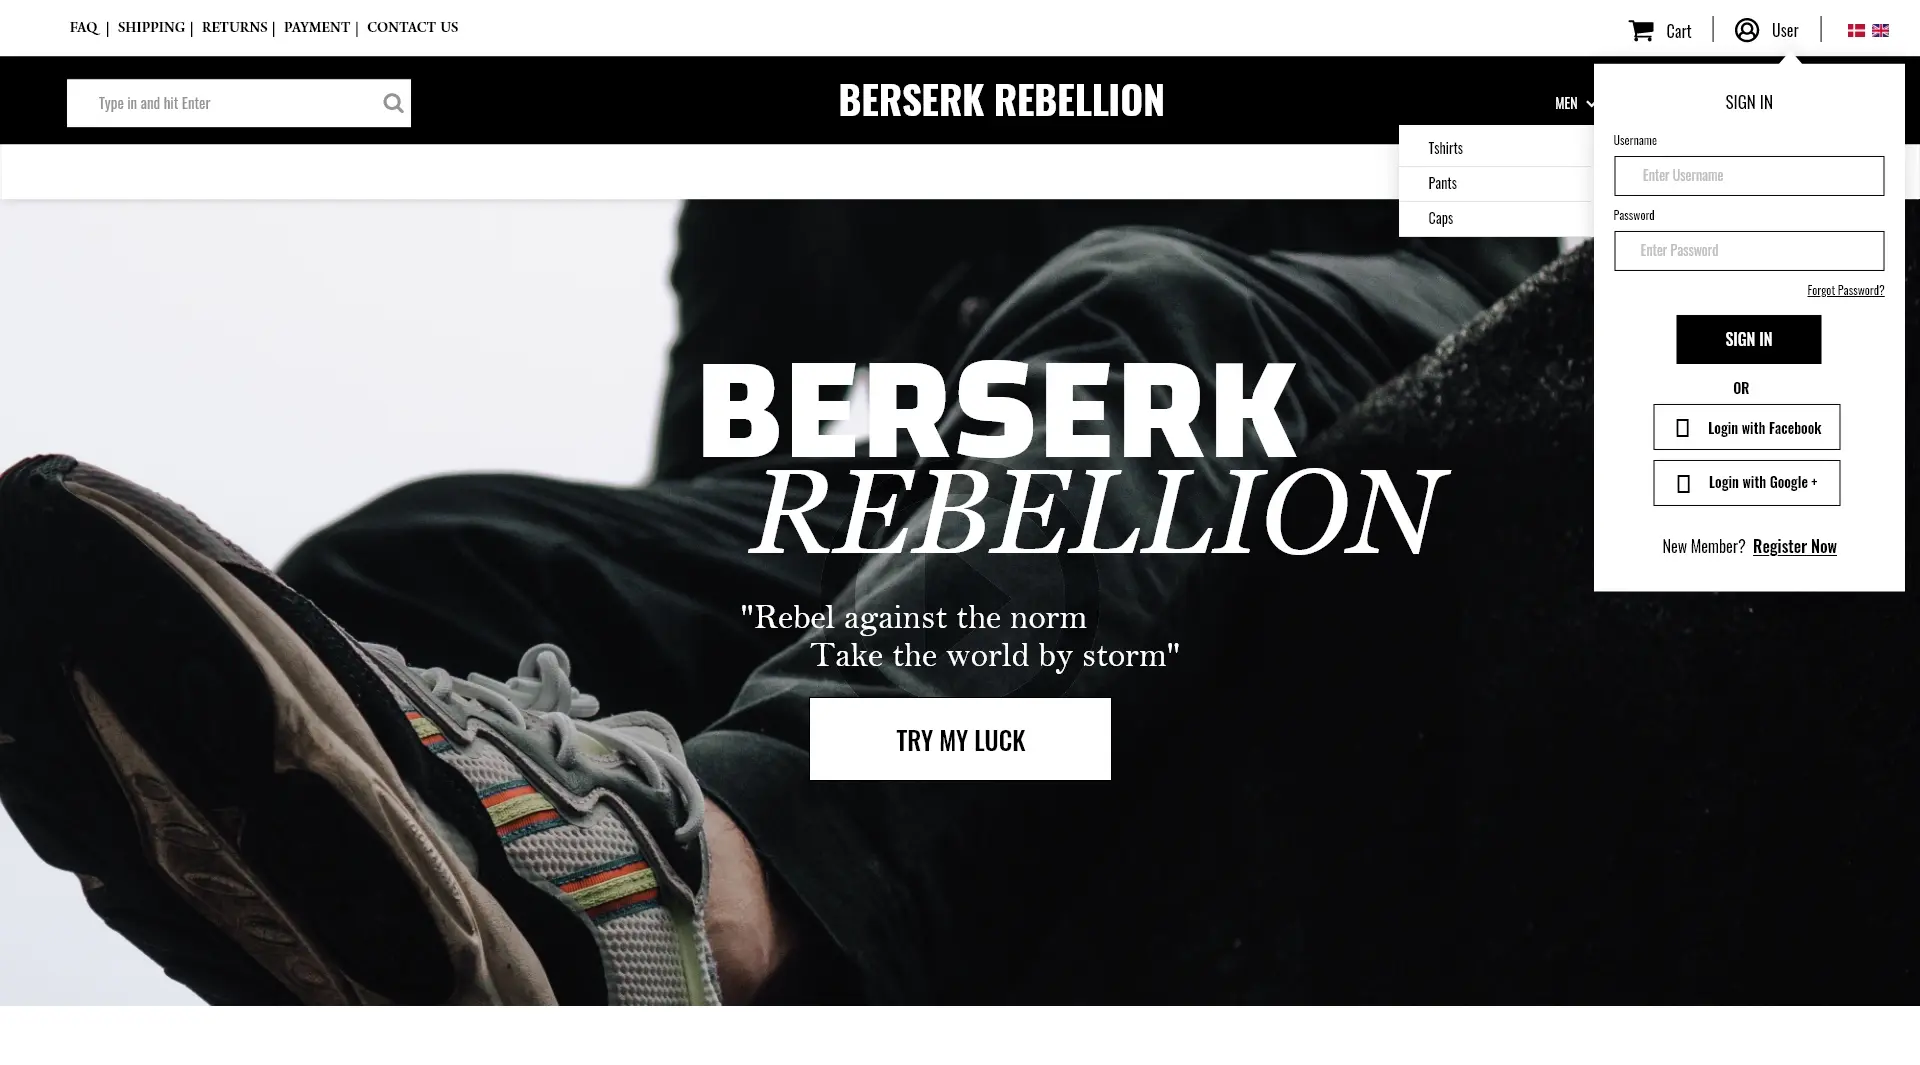 FAQ | SHIPPING | RETURNS | PAYMENT | CONTACT US
Cart
User
Type in and hit Enter
BERSERK REBELLION
MEN
Tshirts
Pants
Caps
SIGN IN
Username
Enter Username
Password
Enter Password
Forgot Password?
SIGN IN
OR
Login with Facebook
Login with Google +
New Member? Register Now
BERSERK
REBELLION
"Rebel against the norm
Take the world by storm"
TRY MY LUCK